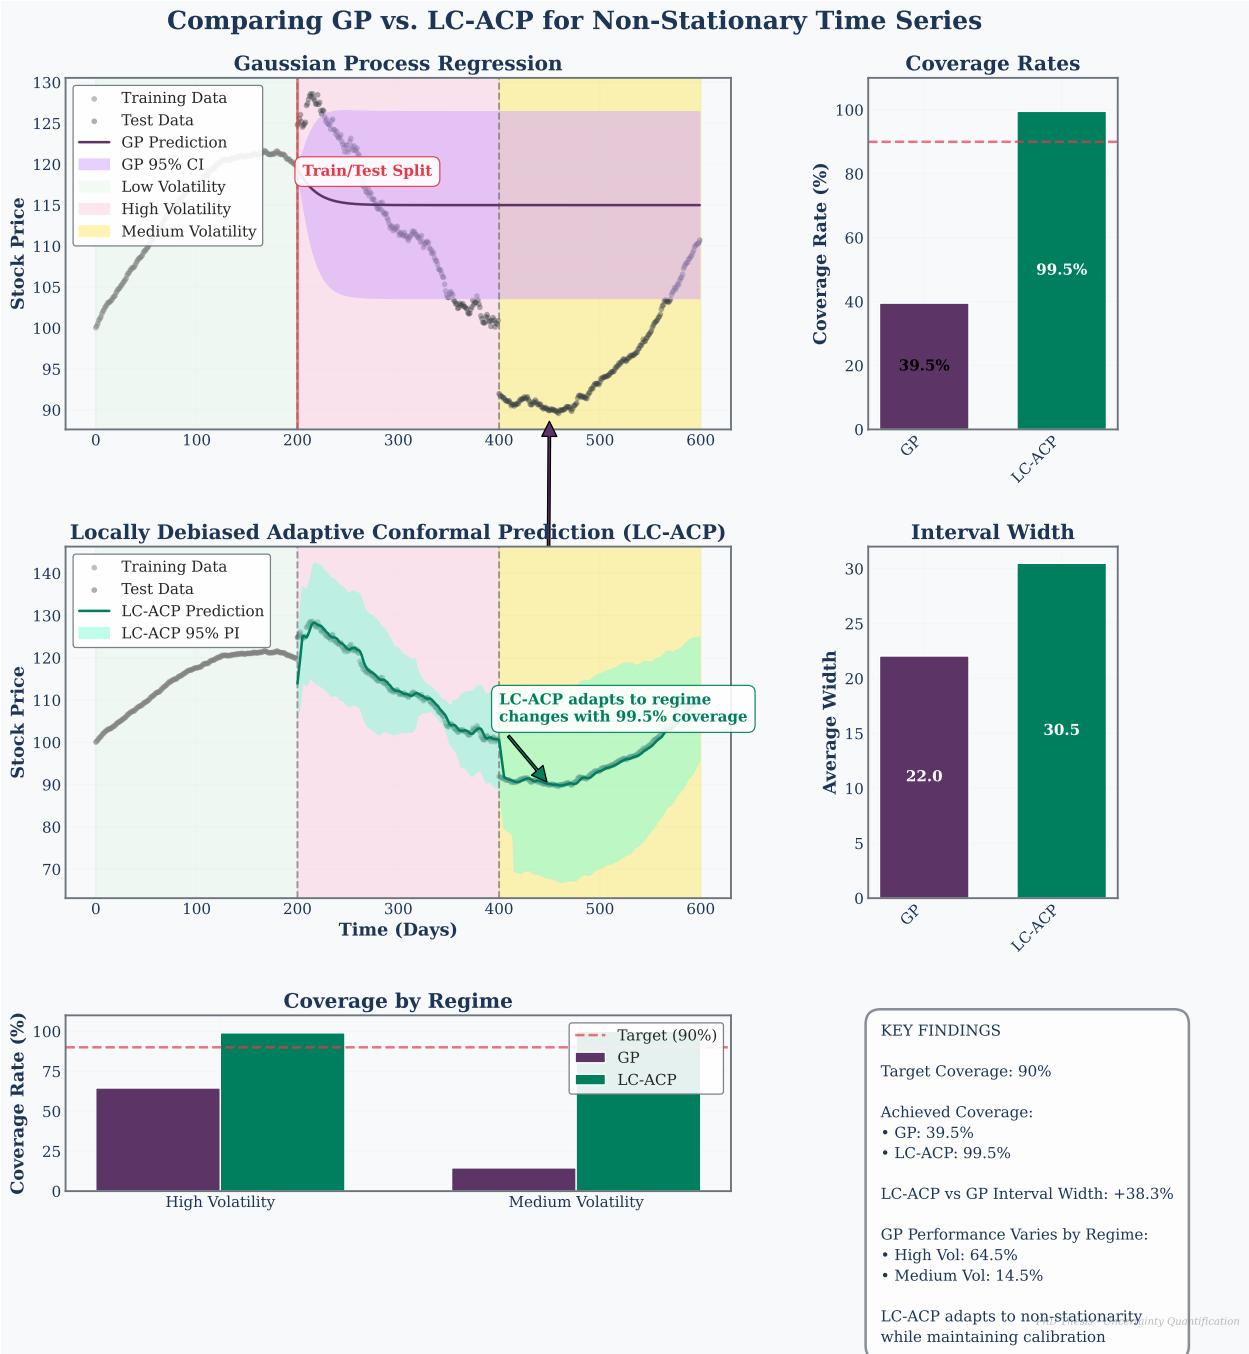 Comparing GP vs. LC-ACP for Non-Stationary Time Series
Gaussian Process Regression
Stock Price
130
125
120
115
110
105
100
95
90
Training Data
Test Data
GP Prediction
GP 95% CI
Low Volatility
High Volatility
Medium Volatility
Train/Test Split
0 100 200 300 400 500 600
Coverage Rates
Coverage Rate (%)
100
80
60
40
20
0
39.5%
99.5%
GP
LC-ACP
Locally Debiased Adaptive Conformal Prediction (LC-ACP)
Stock Price
140
130
120
110
100
90
80
70
Training Data
Test Data
LC-ACP Prediction
LC-ACP 95% PI
LC-ACP adapts to regime
changes with 99.5% coverage
0 100 200 300 400 500 600
Time (Days)
Interval Width
Average Width
30
25
20
15
10
5
0
22.0
30.5
GP
LC-ACP
Coverage by Regime
Coverage Rate (%)
100
75
50
25
0
Target (90%)
GP
LC-ACP
High Volatility
Medium Volatility
KEY FINDINGS
Target Coverage: 90%
Achieved Coverage:
• GP: 39.5%
• LC-ACP: 99.5%
LC-ACP vs GP Interval Width: +38.3%
GP Performance Varies by Regime:
• High Vol: 64.5%
• Medium Vol: 14.5%
LC-ACP adapts to non-stationarity
while maintaining calibration
PhD Thesis - Uncertainty Quantification